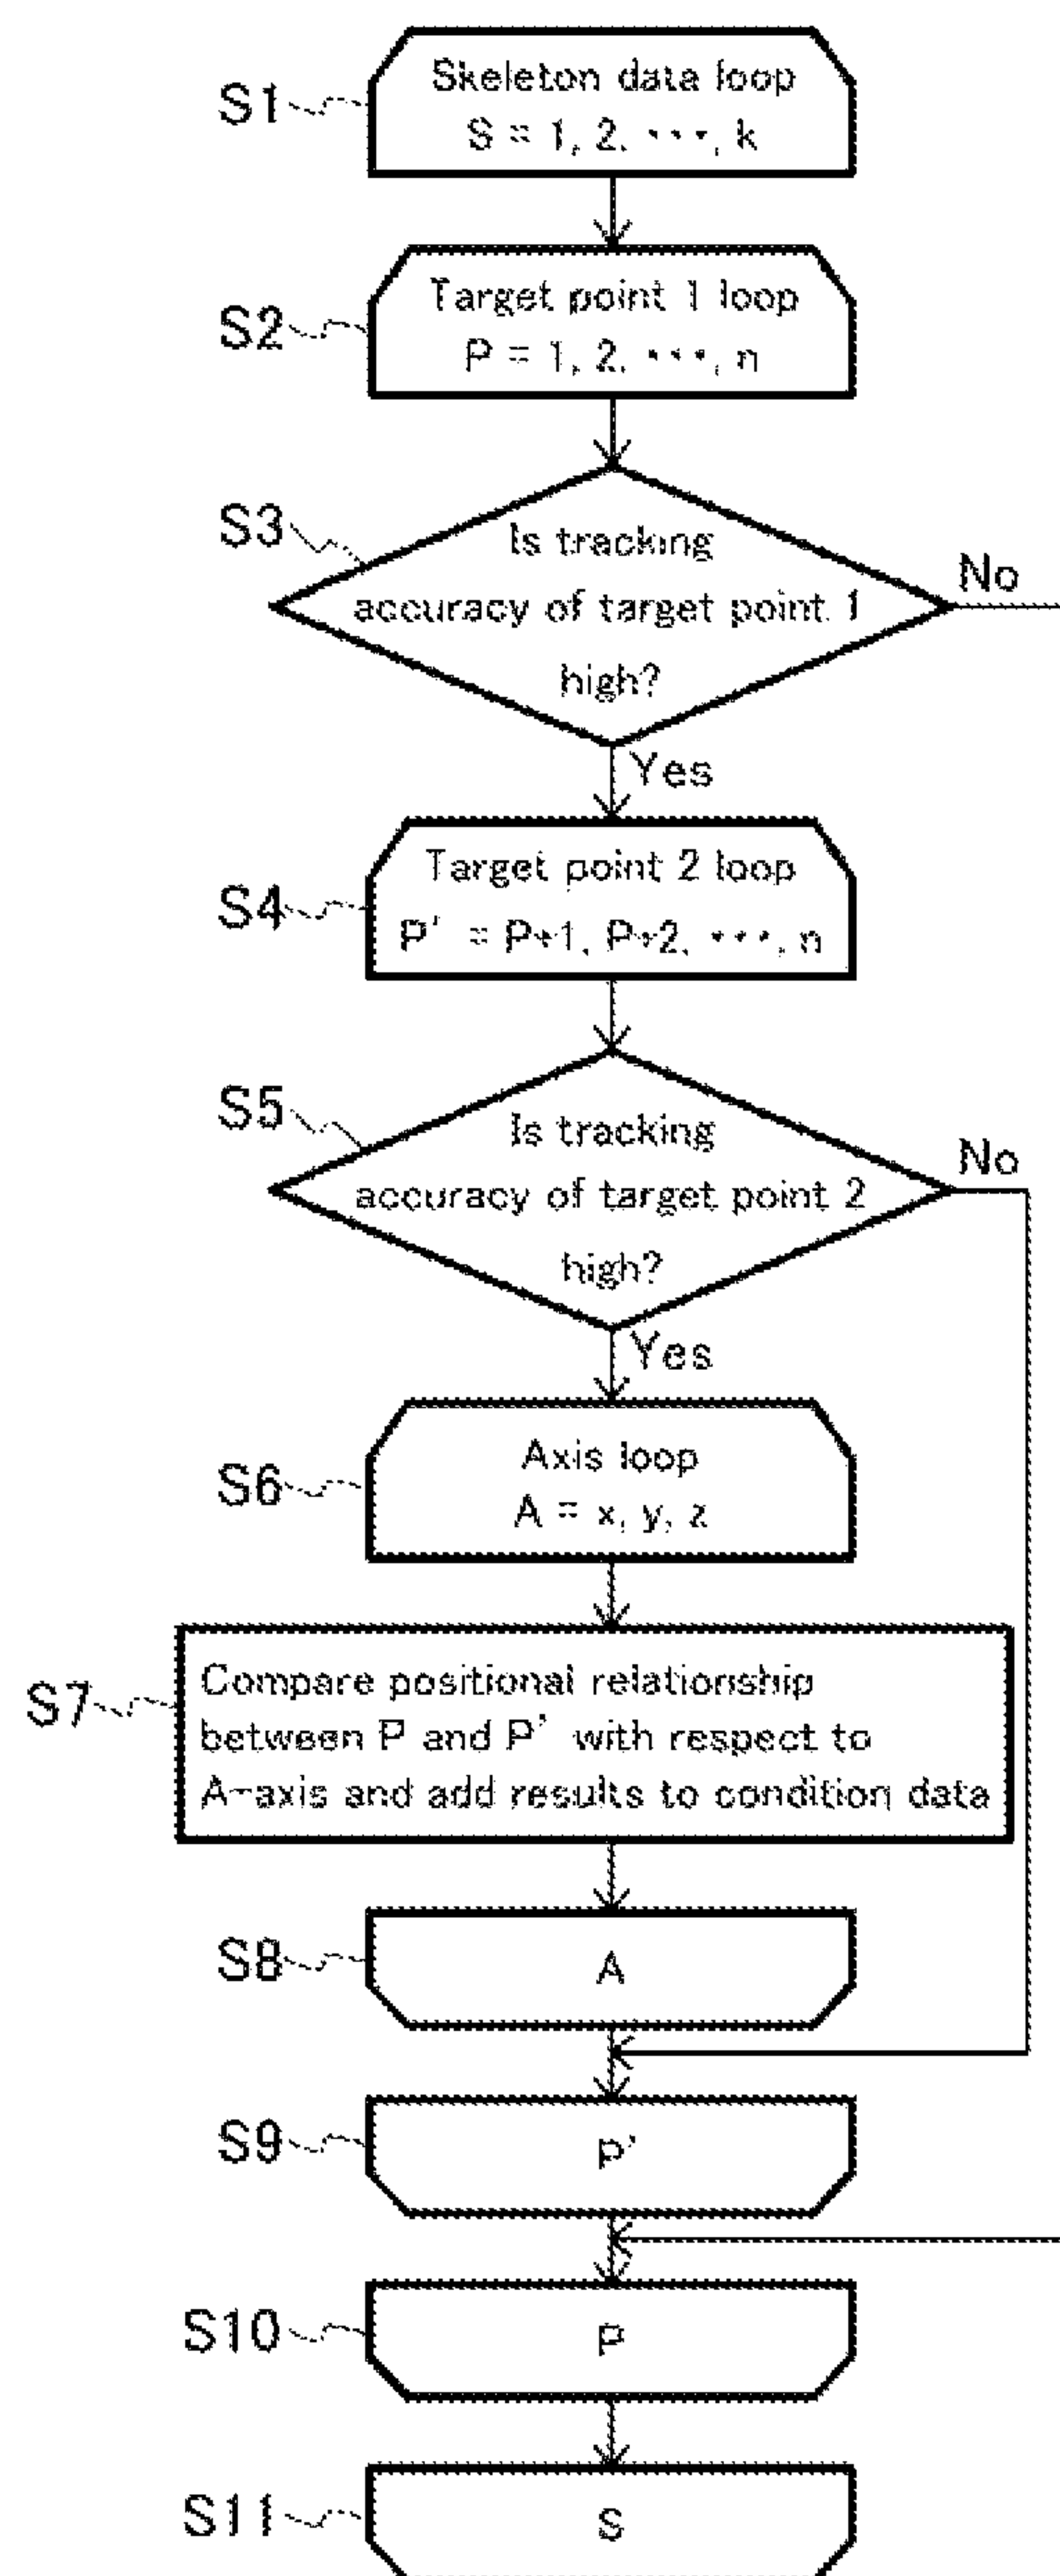 S1
Skeleton data loop
S = 1, 2, ···, k
S2
Target point 1 loop
P = 1, 2, ···, n
S3
Is tracking
accuracy of target point 1
high?
No
Yes
S4
Target point 2 loop
P' = P+1, P+2, ···, n
S5
Is tracking
accuracy of target point 2
high?
No
Yes
S6
Axis loop
A = x, y, z
S7
Compare positional relationship
between P and P' with respect to
A-axis and add results to condition data
S8
A
S9
P'
S10
P
S11
S